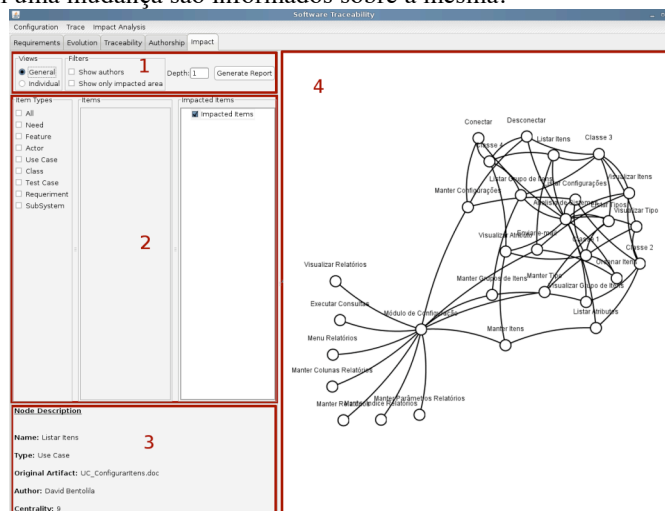 uma mudança são informados sobre a mesma?
Software Traceability
Configuration Trace Impact Analysis
Requirements Evolution Traceability Authorship Impact
Views Filters
General Show authors Depth: 1 Generate Report
Individual Show only impacted area
1
Item Types Items Impacted Items
All Impacted Items
Need
Feature
Actor
Use Case
Class
Test Case
Requeriment
SubSystem
2
Node Description
Name: Listar Itens
3
Type: Use Case
Original Artifact: UC_ConfigurarItens.doc
Author: David Bentolila
Centrality: 9
4
Conectar Desconectar
Classe 4 Listar Itens Classe 3
Listar Grupo de Itens Listar Configurações Visualizar Itens
Manter Configurações
Visualizar Tipo
Visualizar Atributo Enviar e-mail Classe 1 Classe 2
Visualizar Relatórios Ordenar Itens
Manter Grupos de Itens Manter Tipo Visualizar Grupo de Itens
Executar Consultas
Módulo de Configuração Listar Atributos
Menu Relatórios Manter Itens
Manter Colunas Relatórios
Manter Parâmetros Relatórios